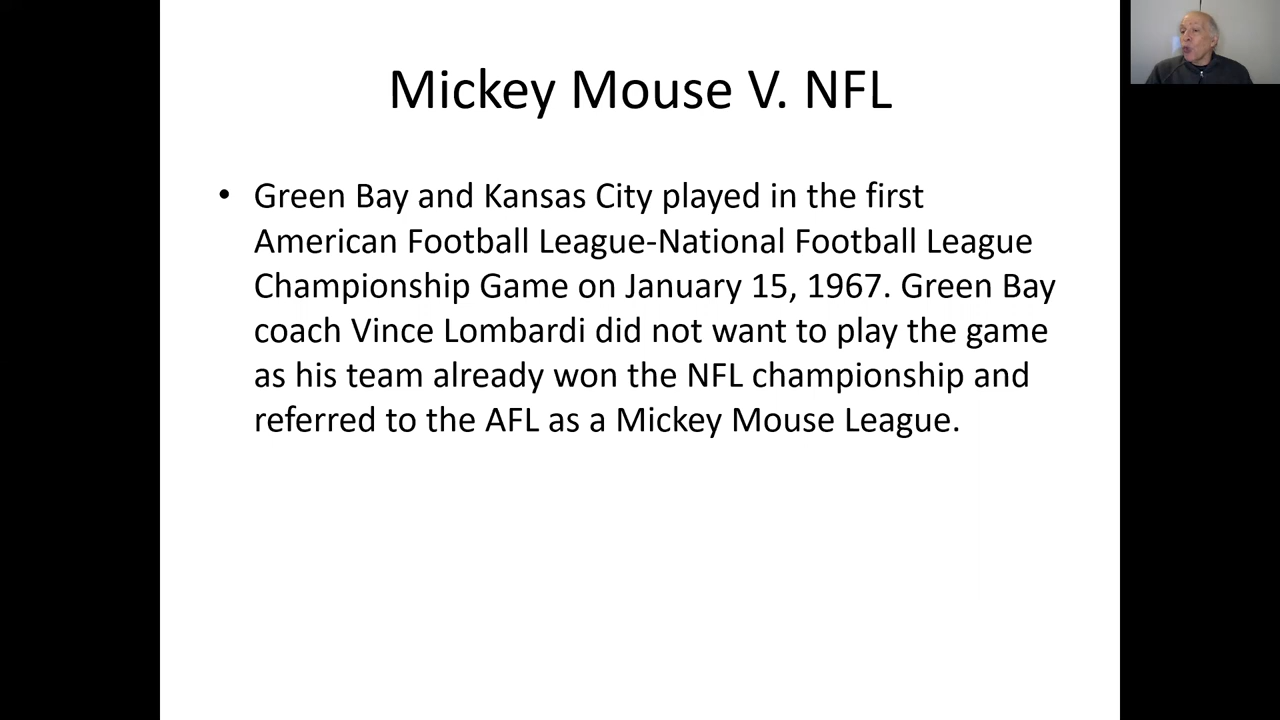 Mickey Mouse V. NFL
• Green Bay and Kansas City played in the first
American Football League-National Football League
Championship Game on January 15, 1967. Green Bay
coach Vince Lombardi did not want to play the game
as his team already won the NFL championship and
referred to the AFL as a Mickey Mouse League.